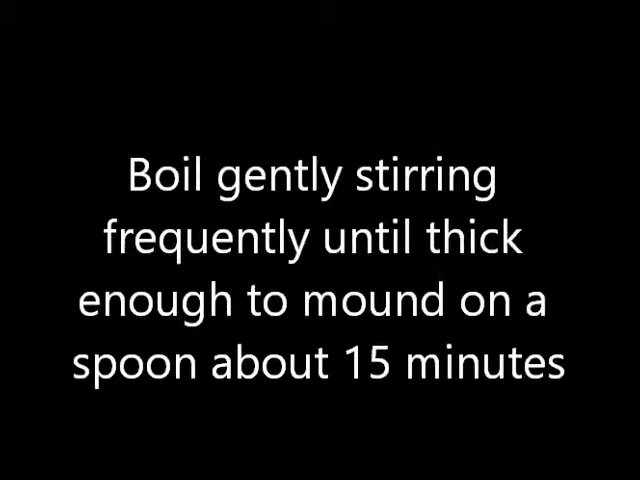 Boil gently stirring
frequently until thick
enough to mound on a
spoon about 15 minutes